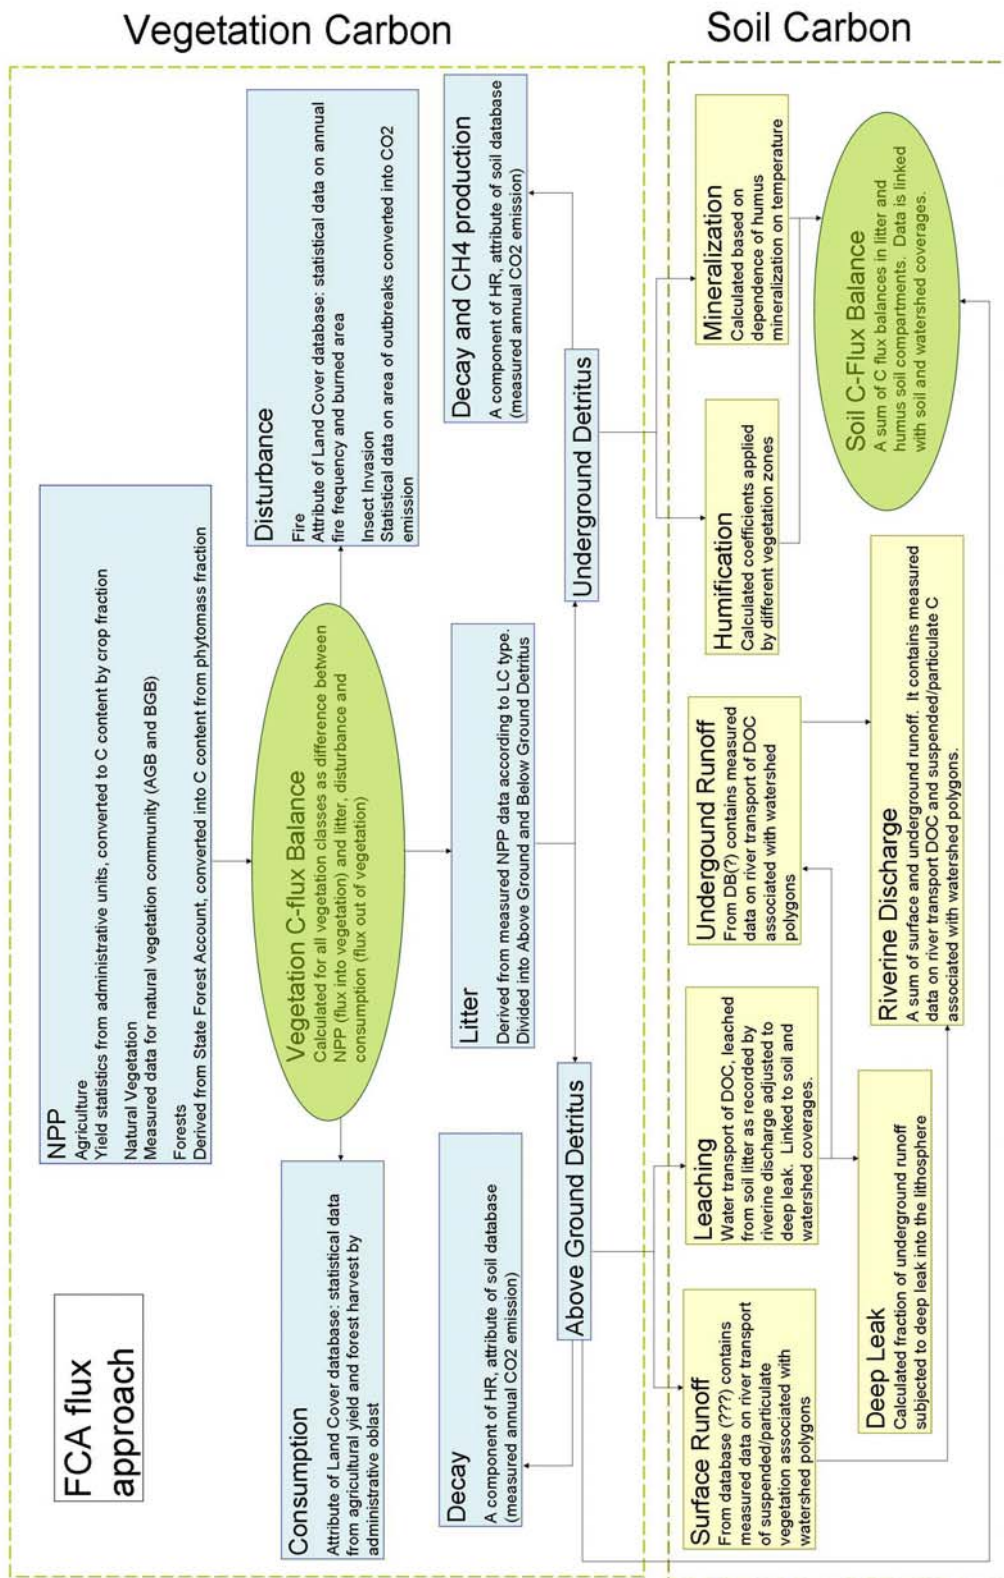 Vegetation Carbon
Soil Carbon
FCA flux
approach
NPP
Agriculture
Yield statistics from administrative units, converted to C content by crop fraction
Natural Vegetation
Measured data for natural vegetation community (AGB and BGB)
Forests
Derived from State Forest Account, converted into C content from phytomass fraction
Consumption
Attribute of Land Cover database: statistical data
from agricultural yield and forest harvest by
administrative oblast
Vegetation C-flux Balance
Calculated for all vegetation classes as difference between
NPP (flux into vegetation) and litter, disturbance and
consumption (flux out of vegetation)
Disturbance
Fire
Attribute of Land Cover database: statistical data on annual
fire frequency and burned area
Insect Invasion
Statistical data on area of outbreaks converted into CO2
emission
Decay
A component of HR, attribute of soil database
(measured annual CO2 emission)
Litter
Derived from measured NPP data according to LC type.
Divided into Above Ground and Below Ground Detritus
Decay and CH4 production
A component of HR, attribute of soil database
(measured annual CO2 emission)
Above Ground Detritus
Underground Detritus
Surface Runoff
From database (???) contains
measured data on river transport
of suspended/particulate
vegetation associated with
watershed polygons
Leaching
Water transport of DOC, leached
from soil litter as recorded by
riverine discharge adjusted to
deep leak. Linked to soil and
watershed coverages.
Undergound Runoff
From DB(?) contains measured
data on river transport of DOC
associated with watershed
polygons
Humification
Calculated coefficients applied
by different vegetation zones
Mineralization
Calculated based on
dependence of humus
mineralization on temperature
Deep Leak
Calculated fraction of underground runoff
subjected to deep leak into the lithosphere
Riverine Discharge
A sum of surface and underground runoff. It contains measured
data on river transport DOC and suspended/particulate C
associated with watershed polygons.
Soil C-Flux Balance
A sum of C flux balances in litter and
humus soil compartments. Data is linked
with soil and watershed coverages.